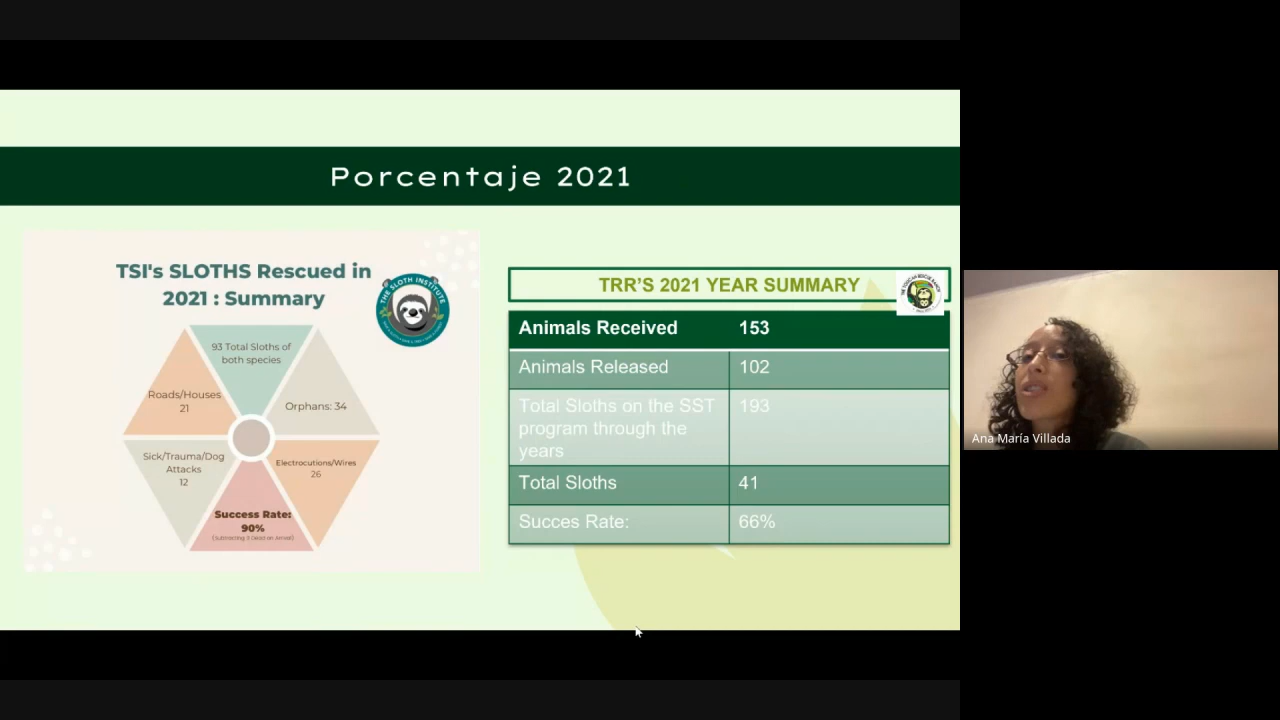 Porcentaje 2021
TSI's SLOTHS Rescued in
2021 : Summary
THE SLOTH INSTITUTE
93 Total Sloths of
both species
Roads/Houses
21
Orphans: 34
Sick/Trauma/Dog
Attacks
12
Electrocutions/Wires
26
Success Rate:
90%
TRR'S 2021 YEAR SUMMARY
Animals Received 153
Animals Released 102
Total Sloths on the SST 193
program through the
years
Total Sloths 41
Succes Rate: 66%
Ana María Villada